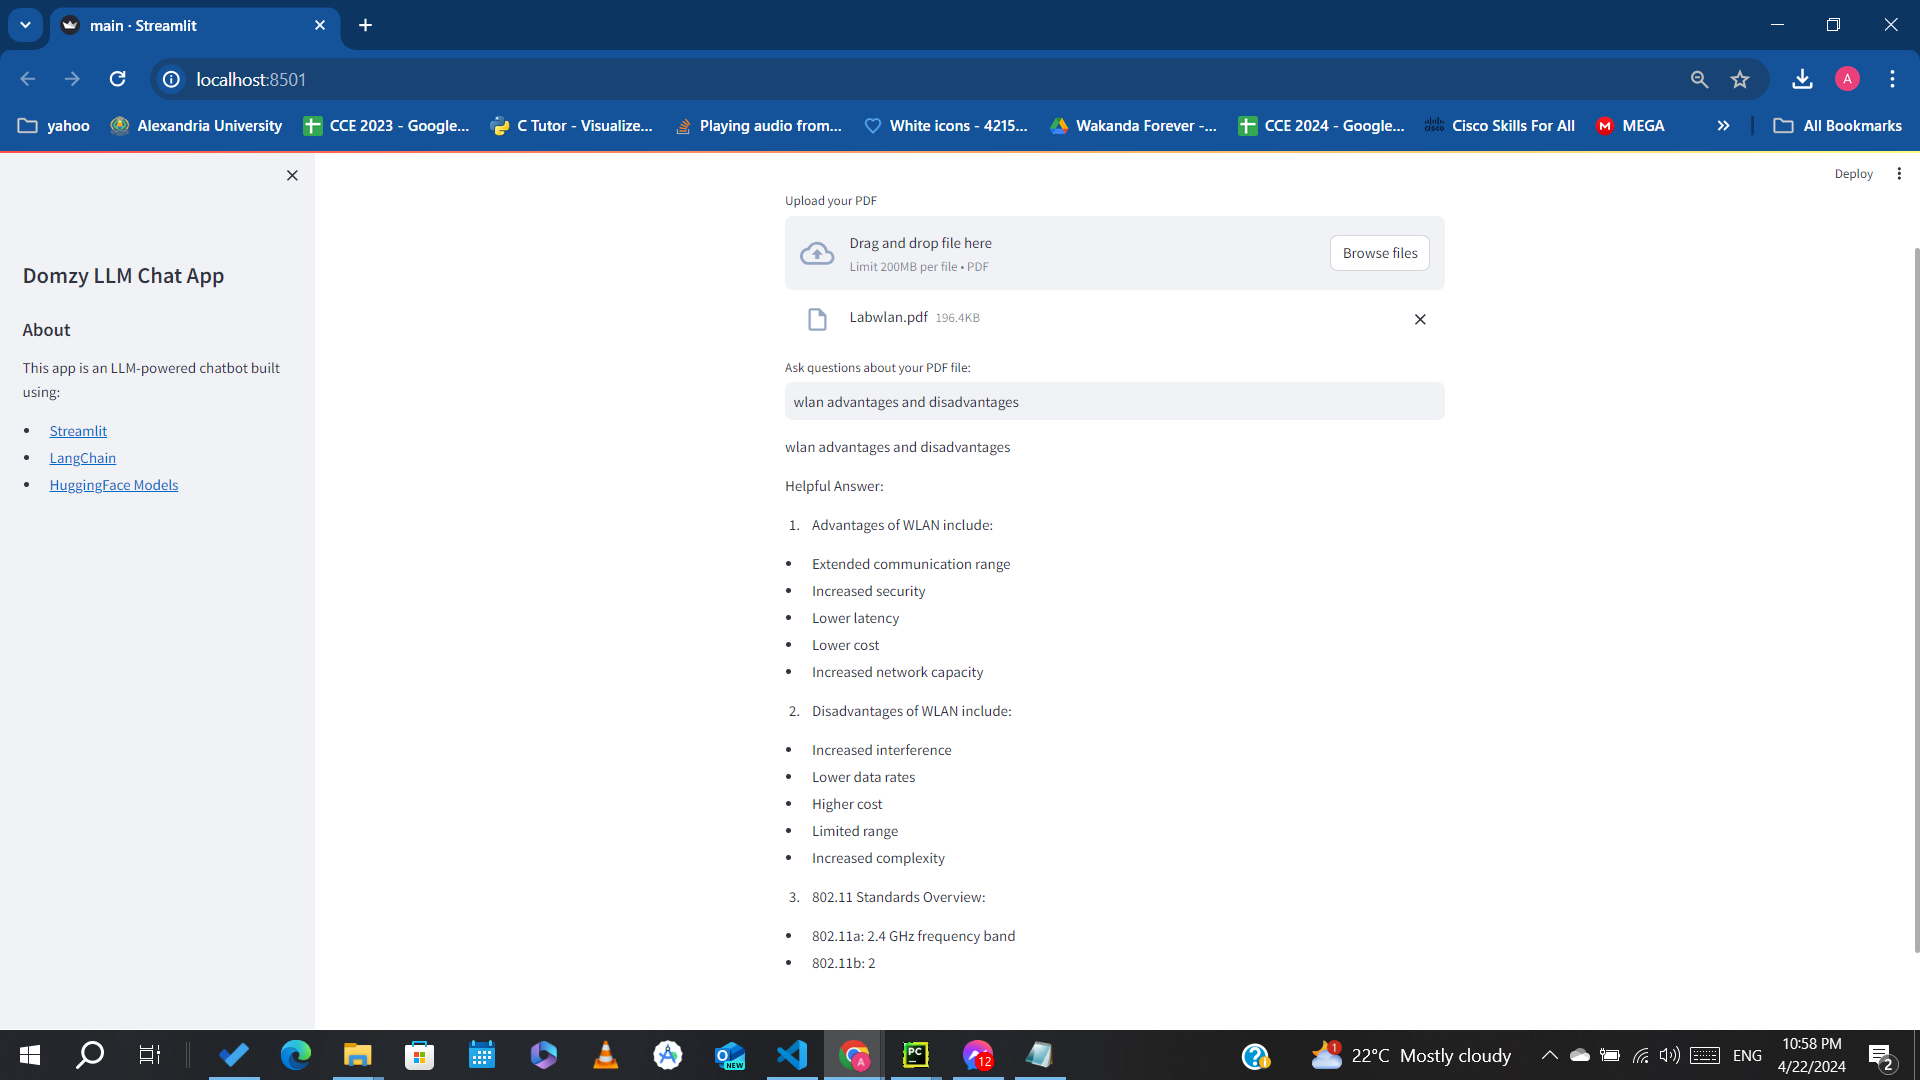 main · Streamlit
localhost:8501
A
yahoo
Alexandria University
CCE 2023 - Google...
C Tutor - Visualize...
Playing audio from...
White icons - 4215...
Wakanda Forever -...
CCE 2024 - Google...
Cisco Skills For All
MEGA
All Bookmarks
Deploy
Domzy LLM Chat App
About
This app is an LLM-powered chatbot built
using:
• Streamlit
• LangChain
• HuggingFace Models
Upload your PDF
Drag and drop file here
Limit 200MB per file • PDF
Browse files
Labwlan.pdf 196.4KB
Ask questions about your PDF file:
wlan advantages and disadvantages
wlan advantages and disadvantages
Helpful Answer:
1. Advantages of WLAN include:
• Extended communication range
• Increased security
• Lower latency
• Lower cost
• Increased network capacity
2. Disadvantages of WLAN include:
• Increased interference
• Lower data rates
• Higher cost
• Limited range
• Increased complexity
3. 802.11 Standards Overview:
• 802.11a: 2.4 GHz frequency band
• 802.11b: 2
NEW
A
PC
12
1
22°C Mostly cloudy
ENG
10:58 PM
4/22/2024
2